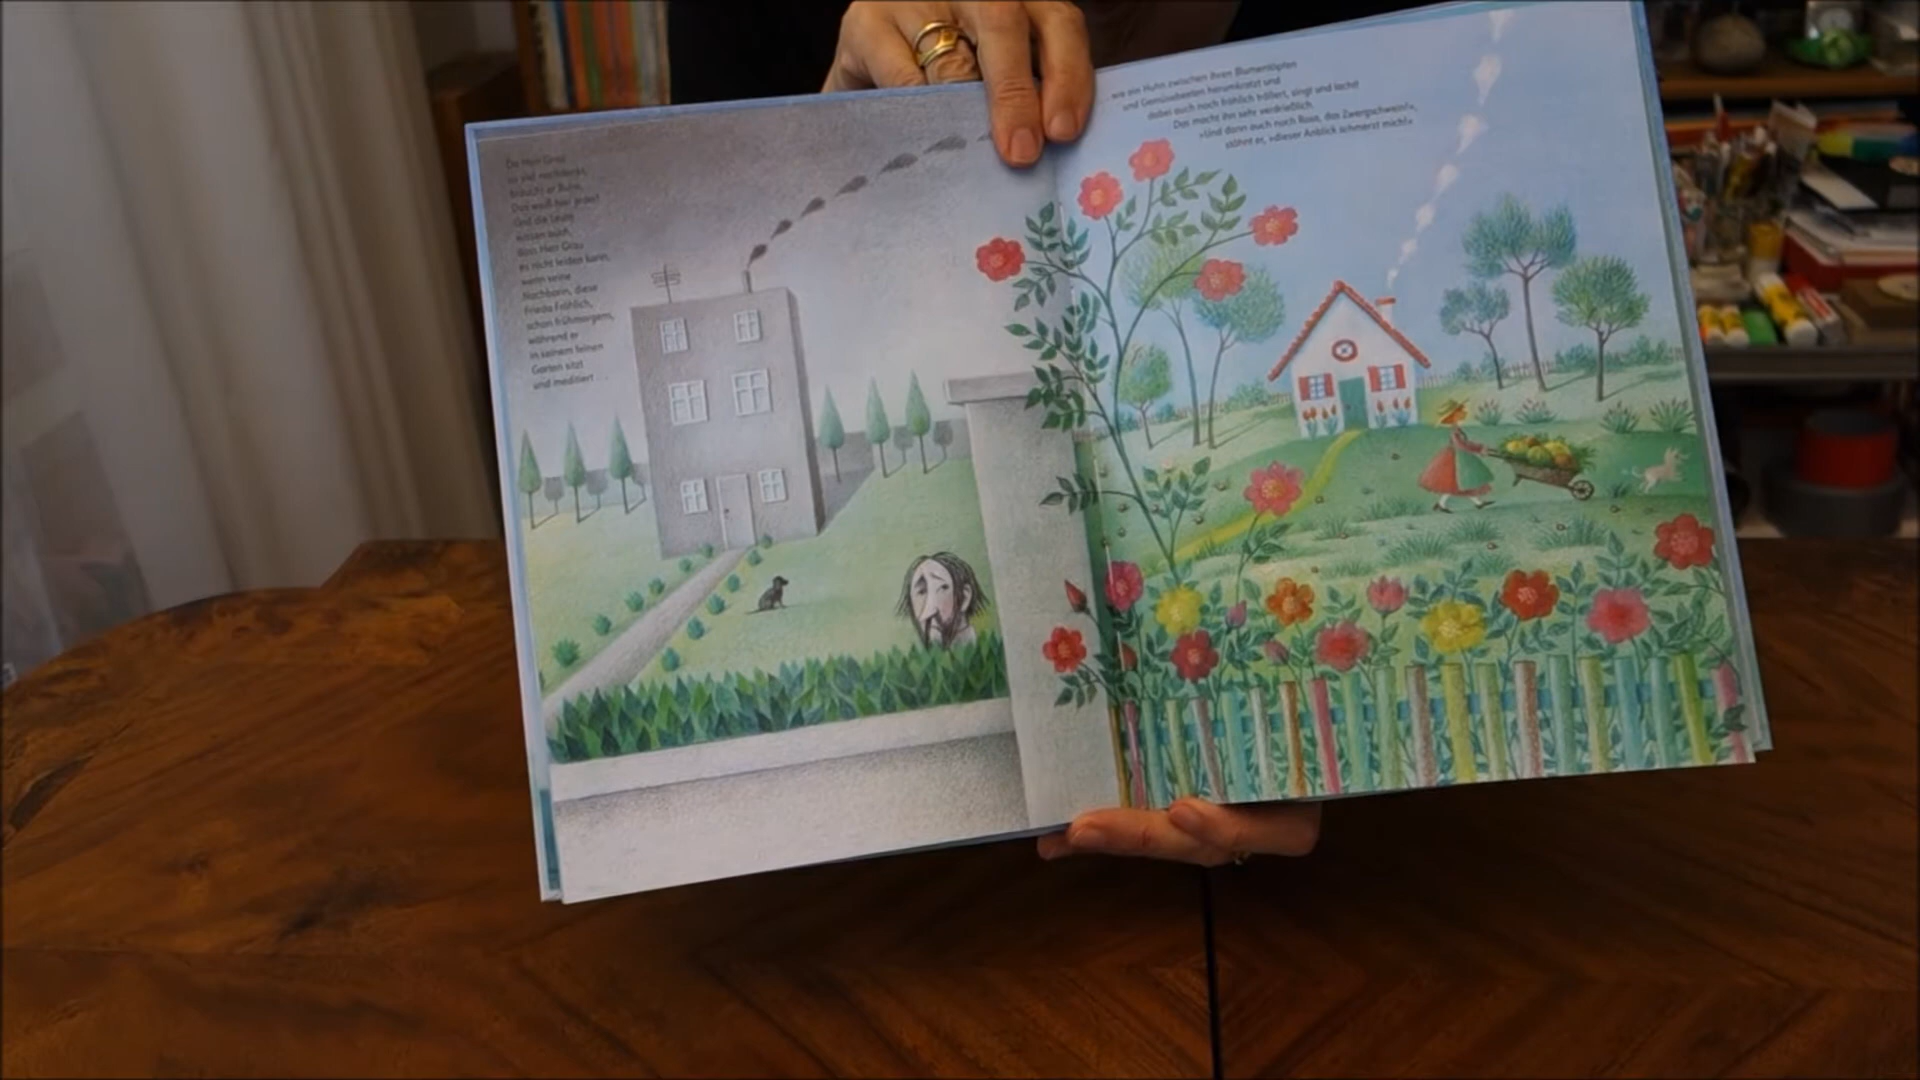 Da Herr Grau
so viel nachdenkt,
braucht er Ruhe.
Das weiß hier jeder!
Und die Leute
wissen auch,
dass Herr Grau
es nicht leiden kann,
wenn seine
Nachbarin, diese
Frieda Fröhlich,
schon frühmorgens,
während er
in seinem feinen
Garten sitzt
und meditiert ...
... wie ein Huhn zwischen ihren Blumentöpfen
und Gemüsebeeten herumkratzt und
dabei auch noch fröhlich trällert, singt und lacht!
Das macht ihn sehr verdrießlich.
»Und dann auch noch Rosa, das Zwergschwein!«,
stöhnt er, »dieser Anblick schmerzt mich!«